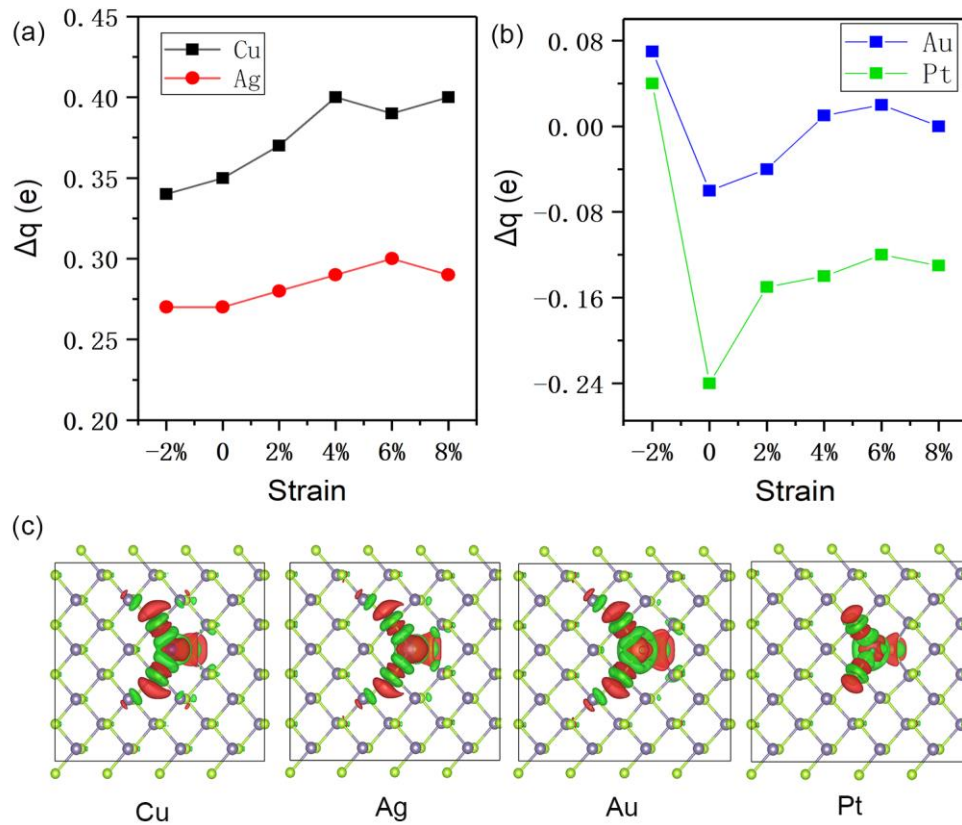 (a)
Cu
Ag
0.45
0.40
0.35
0.30
0.25
0.20
Δq (e)
-2% 0 2% 4% 6% 8%
Strain
(b)
Au
Pt
0.08
0.00
-0.08
-0.16
-0.24
Δq (e)
-2% 0 2% 4% 6% 8%
Strain
(c)
Cu Ag Au Pt